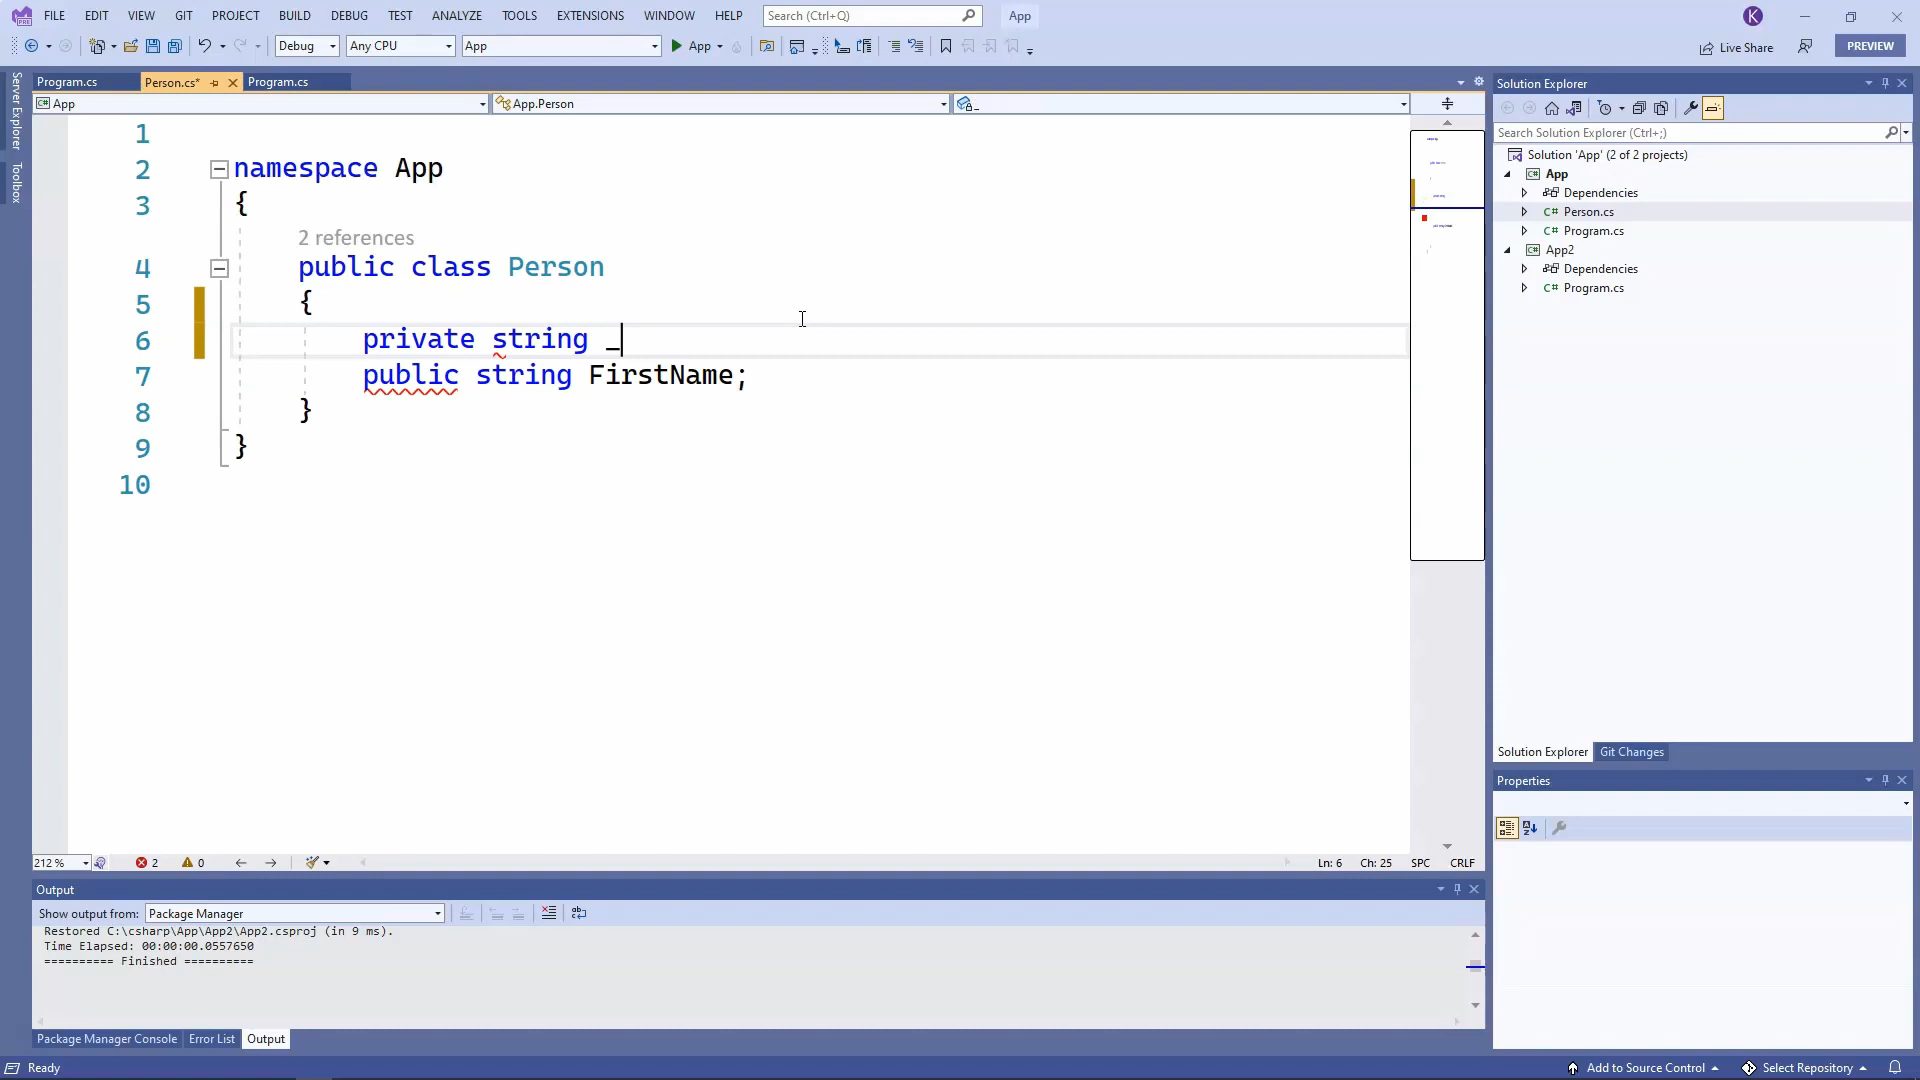 FILE EDIT VIEW GIT PROJECT BUILD DEBUG TEST ANALYZE TOOLS EXTENSIONS WINDOW HELP Search (Ctrl+Q) App K
Debug Any CPU App App Live Share PREVIEW
Server Explorer
Toolbox
Program.cs Person.cs* Program.cs
App App.Person _
1
2 namespace App
3 {
2 references
4 public class Person
5 {
6 private string _
7 public string FirstName;
8 }
9 }
10
212 % 2 0 Ln: 6 Ch: 25 SPC CRLF
Output
Show output from: Package Manager
Restored C:\csharp\App\App2\App2.csproj (in 9 ms).
Time Elapsed: 00:00:00.0557650
========== Finished ==========
Package Manager Console Error List Output
Solution Explorer
Search Solution Explorer (Ctrl+;)
Solution 'App' (2 of 2 projects)
C# App
Dependencies
C# Person.cs
C# Program.cs
C# App2
Dependencies
C# Program.cs
Solution Explorer Git Changes
Properties
Ready Add to Source Control Select Repository